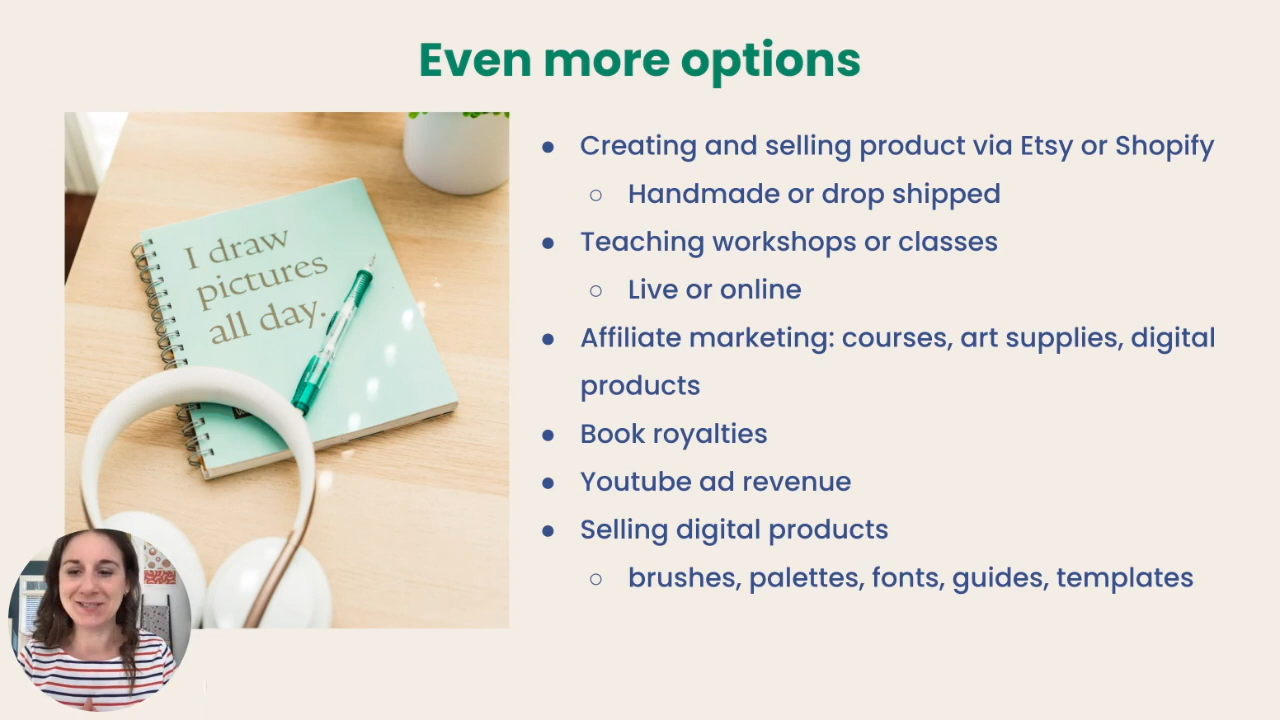 Even more options
I draw
pictures
all day.
● Creating and selling product via Etsy or Shopify
○ Handmade or drop shipped
● Teaching workshops or classes
○ Live or online
● Affiliate marketing: courses, art supplies, digital
products
● Book royalties
● Youtube ad revenue
● Selling digital products
○ brushes, palettes, fonts, guides, templates